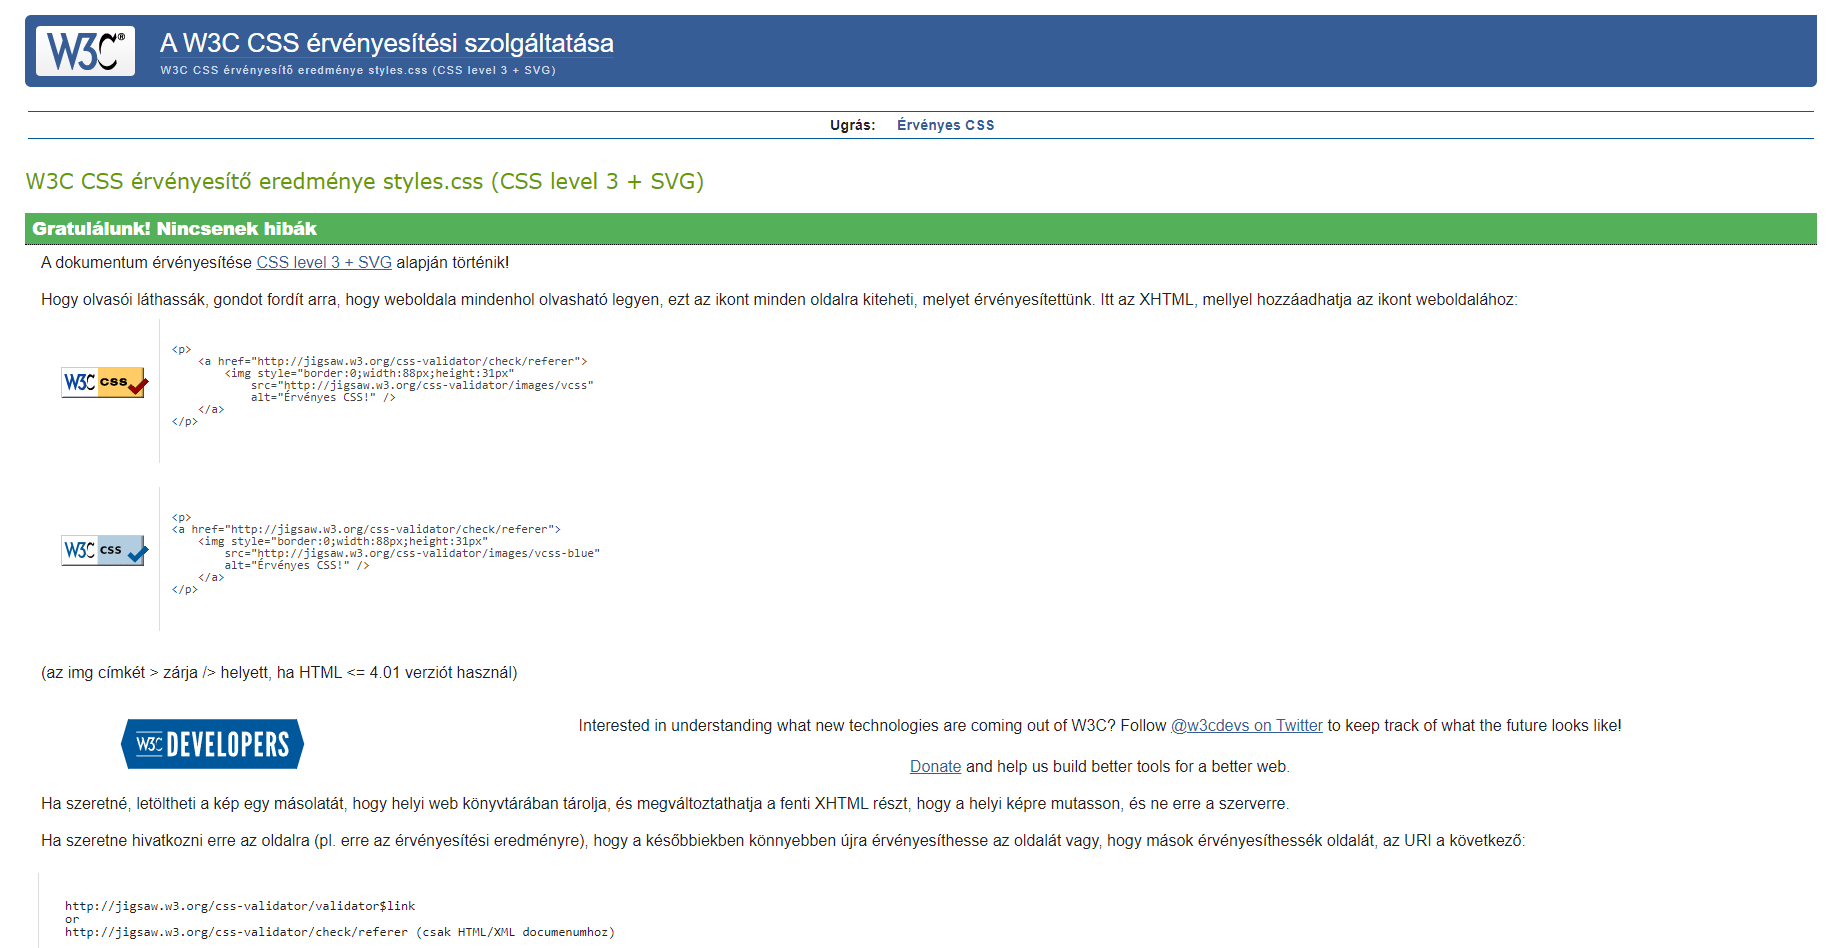 W3C®
A W3C CSS érvényesítési szolgáltatása
W3C CSS érvényesítő eredménye styles.css (CSS level 3 + SVG)
Ugrás: Érvényes CSS
W3C CSS érvényesítő eredménye styles.css (CSS level 3 + SVG)
Gratulálunk! Nincsenek hibák
A dokumentum érvényesítése CSS level 3 + SVG alapján történik!
Hogy olvasói láthassák, gondot fordít arra, hogy weboldala mindenhol olvasható legyen, ezt az ikont minden oldalra kiteheti, melyet érvényesítettünk. Itt az XHTML, mellyel hozzáadhatja az ikont weboldalához:
W3C css
<p>
<a href="http://jigsaw.w3.org/css-validator/check/referer">
<img style="border:0;width:88px;height:31px"
src="http://jigsaw.w3.org/css-validator/images/vcss"
alt="Érvényes CSS!" />
</a>
</p>
W3C css
<p>
<a href="http://jigsaw.w3.org/css-validator/check/referer">
<img style="border:0;width:88px;height:31px"
src="http://jigsaw.w3.org/css-validator/images/vcss-blue"
alt="Érvényes CSS!" />
</a>
</p>
(az img címkét > zárja /> helyett, ha HTML <= 4.01 verziót használ)
W3C DEVELOPERS
Interested in understanding what new technologies are coming out of W3C? Follow @w3cdevs on Twitter to keep track of what the future looks like!
Donate and help us build better tools for a better web.
Ha szeretné, letöltheti a kép egy másolatát, hogy helyi web könyvtárában tárolja, és megváltoztathatja a fenti XHTML részt, hogy a helyi képre mutasson, és ne erre a szerverre.
Ha szeretne hivatkozni erre az oldalra (pl. erre az érvényesítési eredményre), hogy a későbbiekben könnyebben újra érvényesíthesse az oldalát vagy, hogy mások érvényesíthessék oldalát, az URI a következő:
http://jigsaw.w3.org/css-validator/validator$link
or
http://jigsaw.w3.org/css-validator/check/referer (csak HTML/XML documenumhoz)